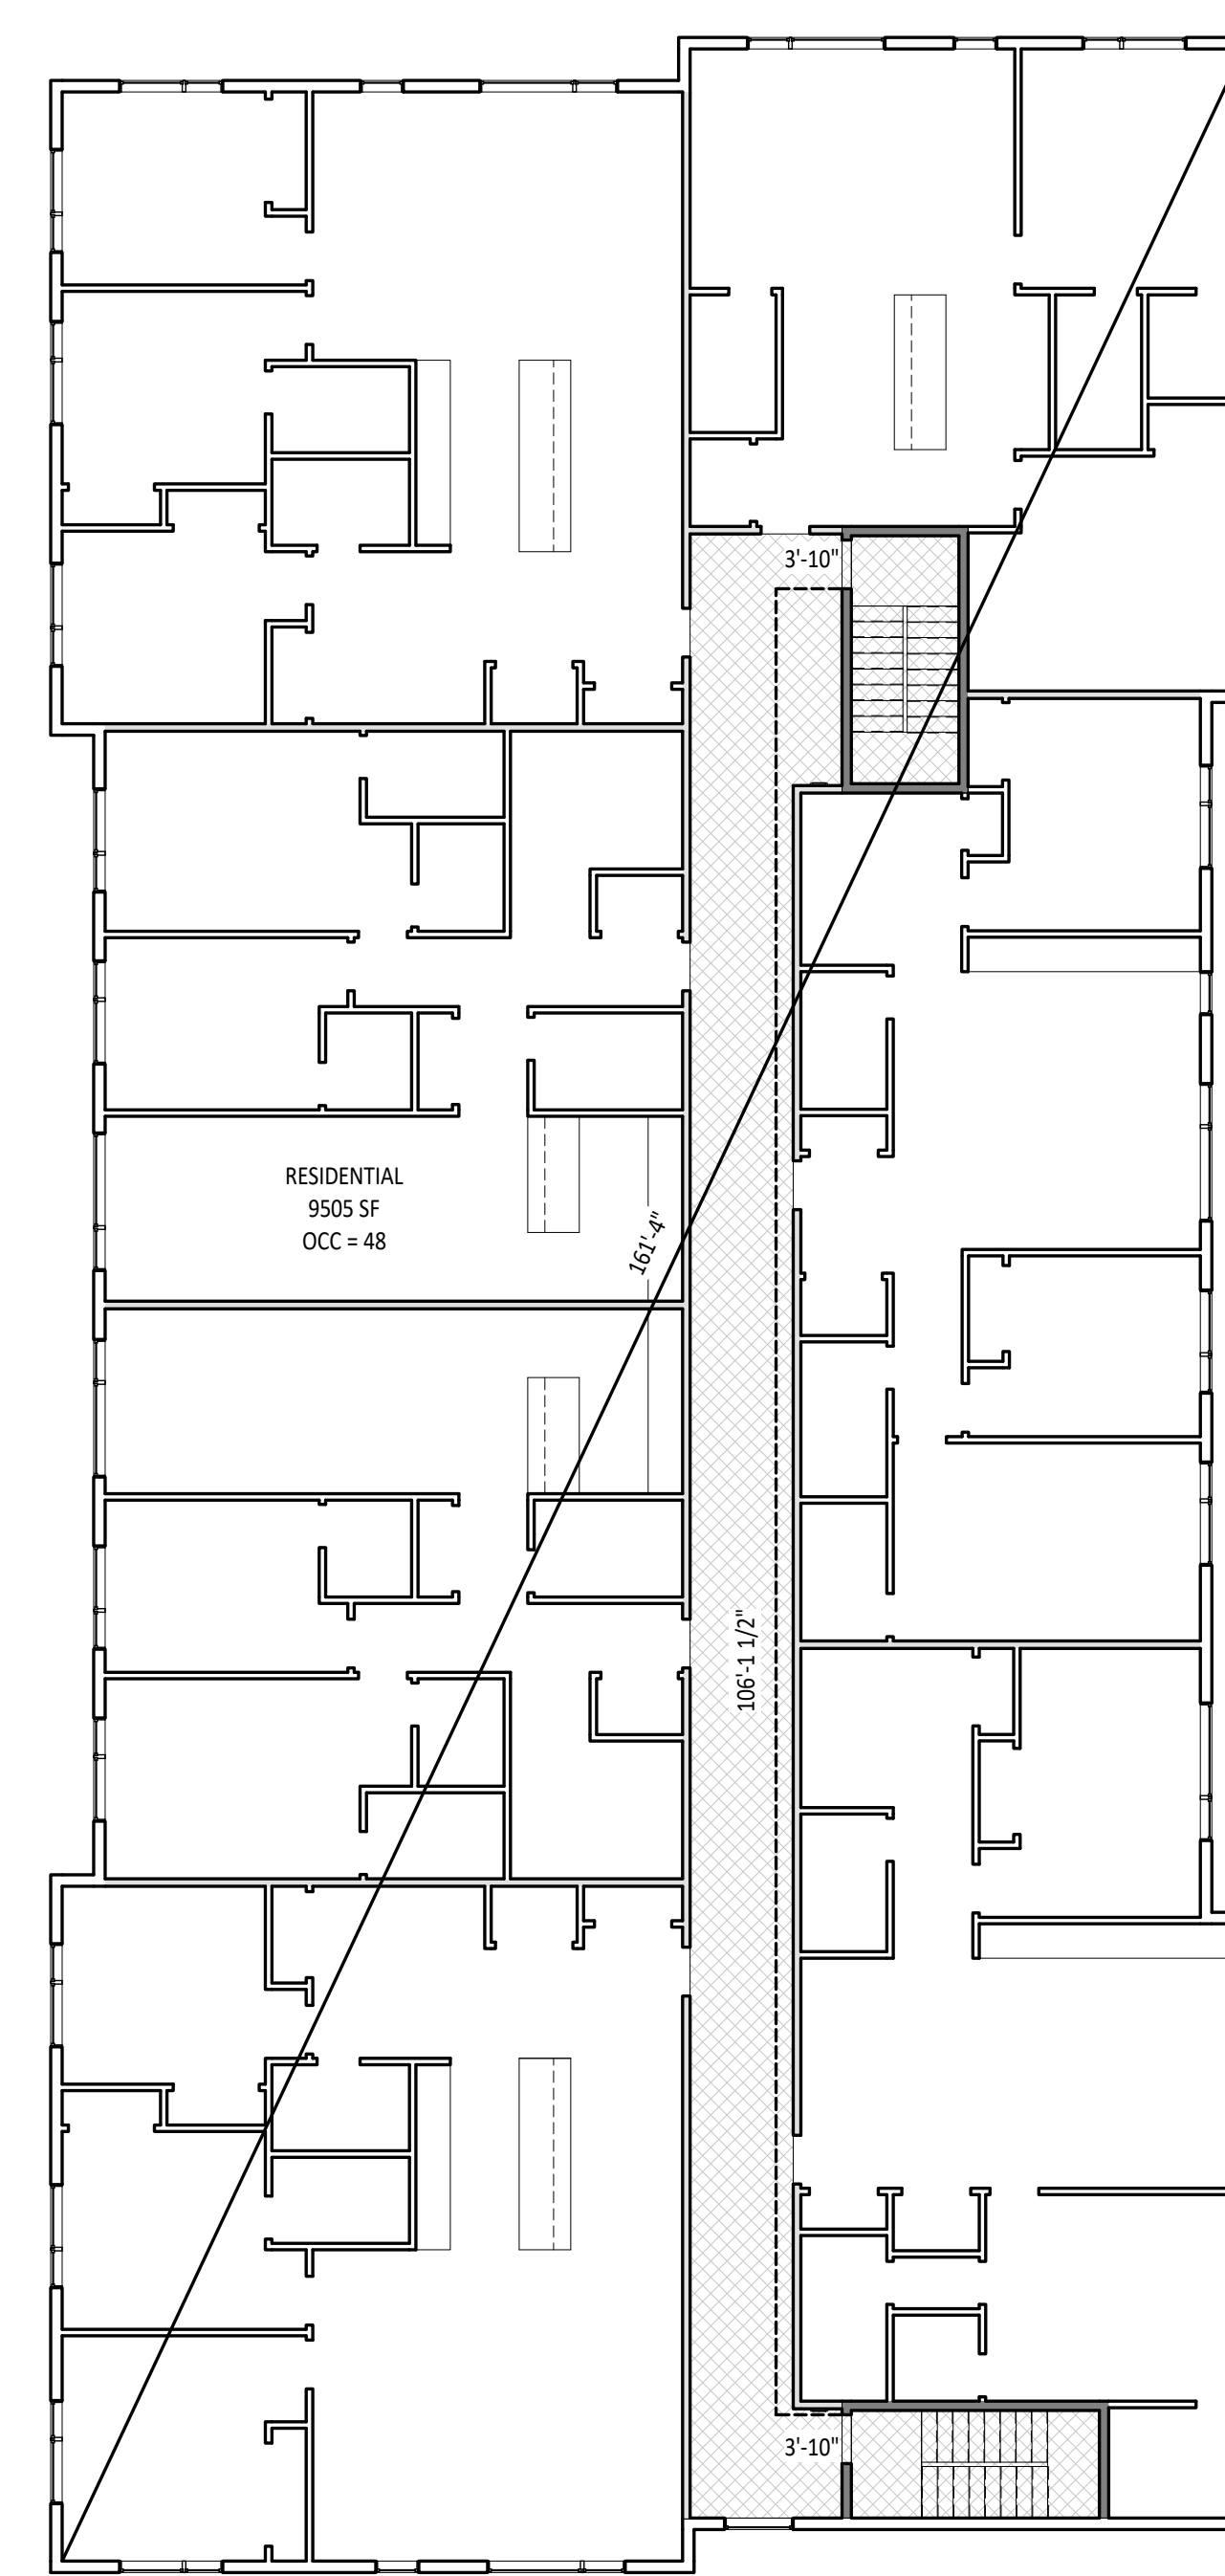 3'-10"
RESIDENTIAL
9505 SF
OCC = 48
161'-4"
106'-1 1/2"
3'-10"